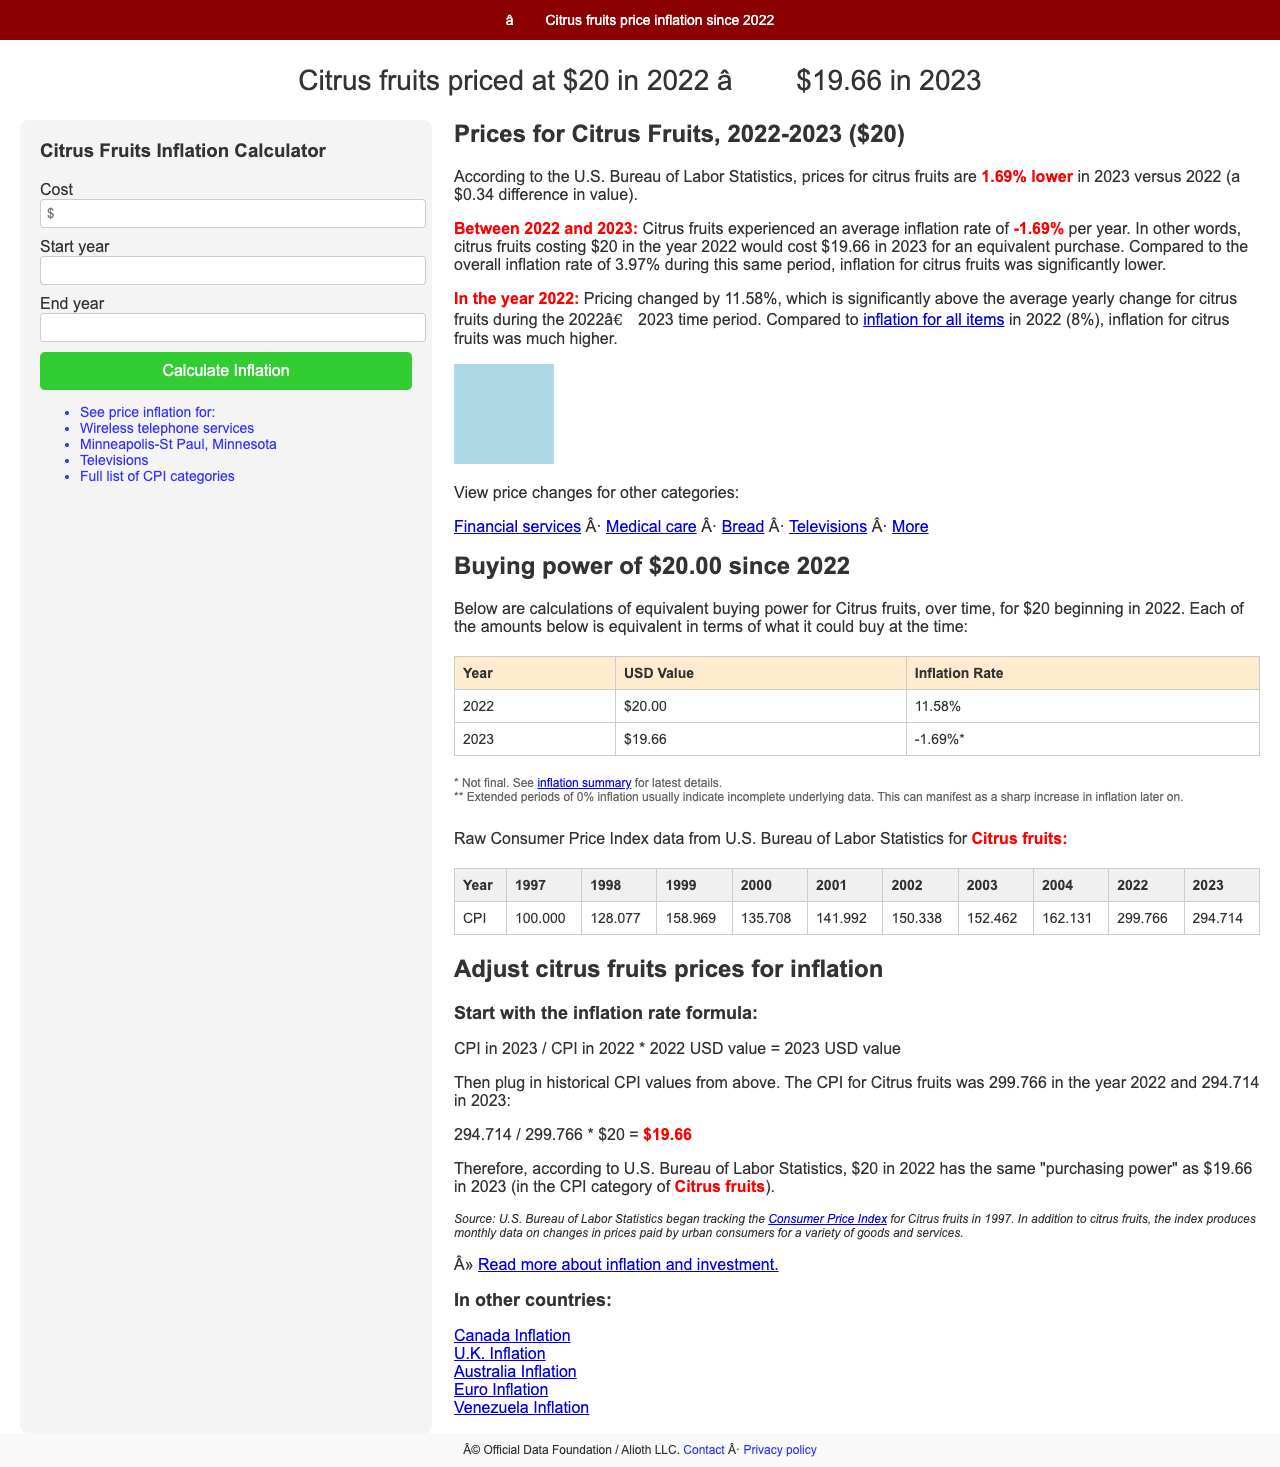 â Citrus fruits price inflation since 2022
Citrus fruits priced at $20 in 2022 â $19.66 in 2023
Citrus Fruits Inflation Calculator
Cost
$
Start year
End year
Calculate Inflation
• See price inflation for:
• Wireless telephone services
• Minneapolis-St Paul, Minnesota
• Televisions
• Full list of CPI categories
Prices for Citrus Fruits, 2022-2023 ($20)
According to the U.S. Bureau of Labor Statistics, prices for citrus fruits are 1.69% lower in 2023 versus 2022 (a
$0.34 difference in value).
Between 2022 and 2023: Citrus fruits experienced an average inflation rate of -1.69% per year. In other words,
citrus fruits costing $20 in the year 2022 would cost $19.66 in 2023 for an equivalent purchase. Compared to the
overall inflation rate of 3.97% during this same period, inflation for citrus fruits was significantly lower.
In the year 2022: Pricing changed by 11.58%, which is significantly above the average yearly change for citrus
fruits during the 2022â€ 2023 time period. Compared to inflation for all items in 2022 (8%), inflation for citrus
fruits was much higher.
View price changes for other categories:
Financial services Â· Medical care Â· Bread Â· Televisions Â· More
Buying power of $20.00 since 2022
Below are calculations of equivalent buying power for Citrus fruits, over time, for $20 beginning in 2022. Each of
the amounts below is equivalent in terms of what it could buy at the time:
Year USD Value Inflation Rate
2022 $20.00 11.58%
2023 $19.66 -1.69%*
* Not final. See inflation summary for latest details.
** Extended periods of 0% inflation usually indicate incomplete underlying data. This can manifest as a sharp increase in inflation later on.
Raw Consumer Price Index data from U.S. Bureau of Labor Statistics for Citrus fruits:
Year 1997 1998 1999 2000 2001 2002 2003 2004 2022 2023
CPI 100.000 128.077 158.969 135.708 141.992 150.338 152.462 162.131 299.766 294.714
Adjust citrus fruits prices for inflation
Start with the inflation rate formula:
CPI in 2023 / CPI in 2022 * 2022 USD value = 2023 USD value
Then plug in historical CPI values from above. The CPI for Citrus fruits was 299.766 in the year 2022 and 294.714
in 2023:
294.714 / 299.766 * $20 = $19.66
Therefore, according to U.S. Bureau of Labor Statistics, $20 in 2022 has the same "purchasing power" as $19.66
in 2023 (in the CPI category of Citrus fruits).
Source: U.S. Bureau of Labor Statistics began tracking the Consumer Price Index for Citrus fruits in 1997. In addition to citrus fruits, the index produces
monthly data on changes in prices paid by urban consumers for a variety of goods and services.
Â» Read more about inflation and investment.
In other countries:
Canada Inflation
U.K. Inflation
Australia Inflation
Euro Inflation
Venezuela Inflation
Â© Official Data Foundation / Alioth LLC. Contact Â· Privacy policy